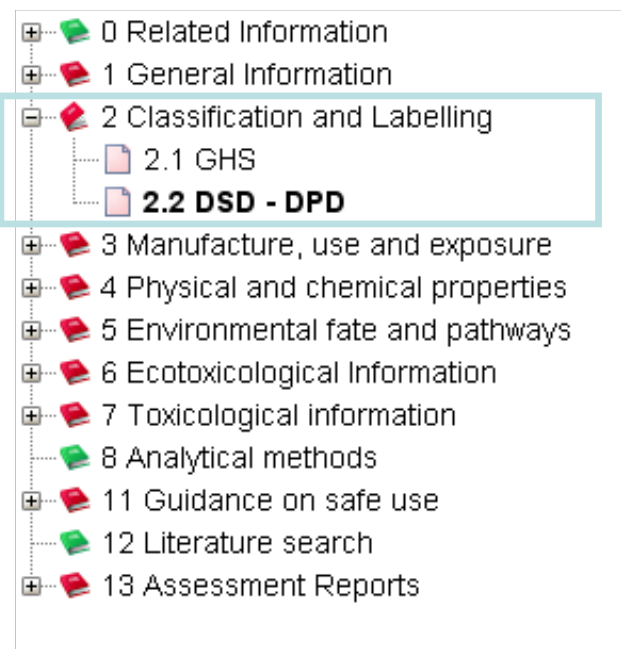 0 Related Information
1 General Information
2 Classification and Labelling
2.1 GHS
2.2 DSD - DPD
3 Manufacture, use and exposure
4 Physical and chemical properties
5 Environmental fate and pathways
6 Ecotoxicological Information
7 Toxicological information
8 Analytical methods
11 Guidance on safe use
12 Literature search
13 Assessment Reports